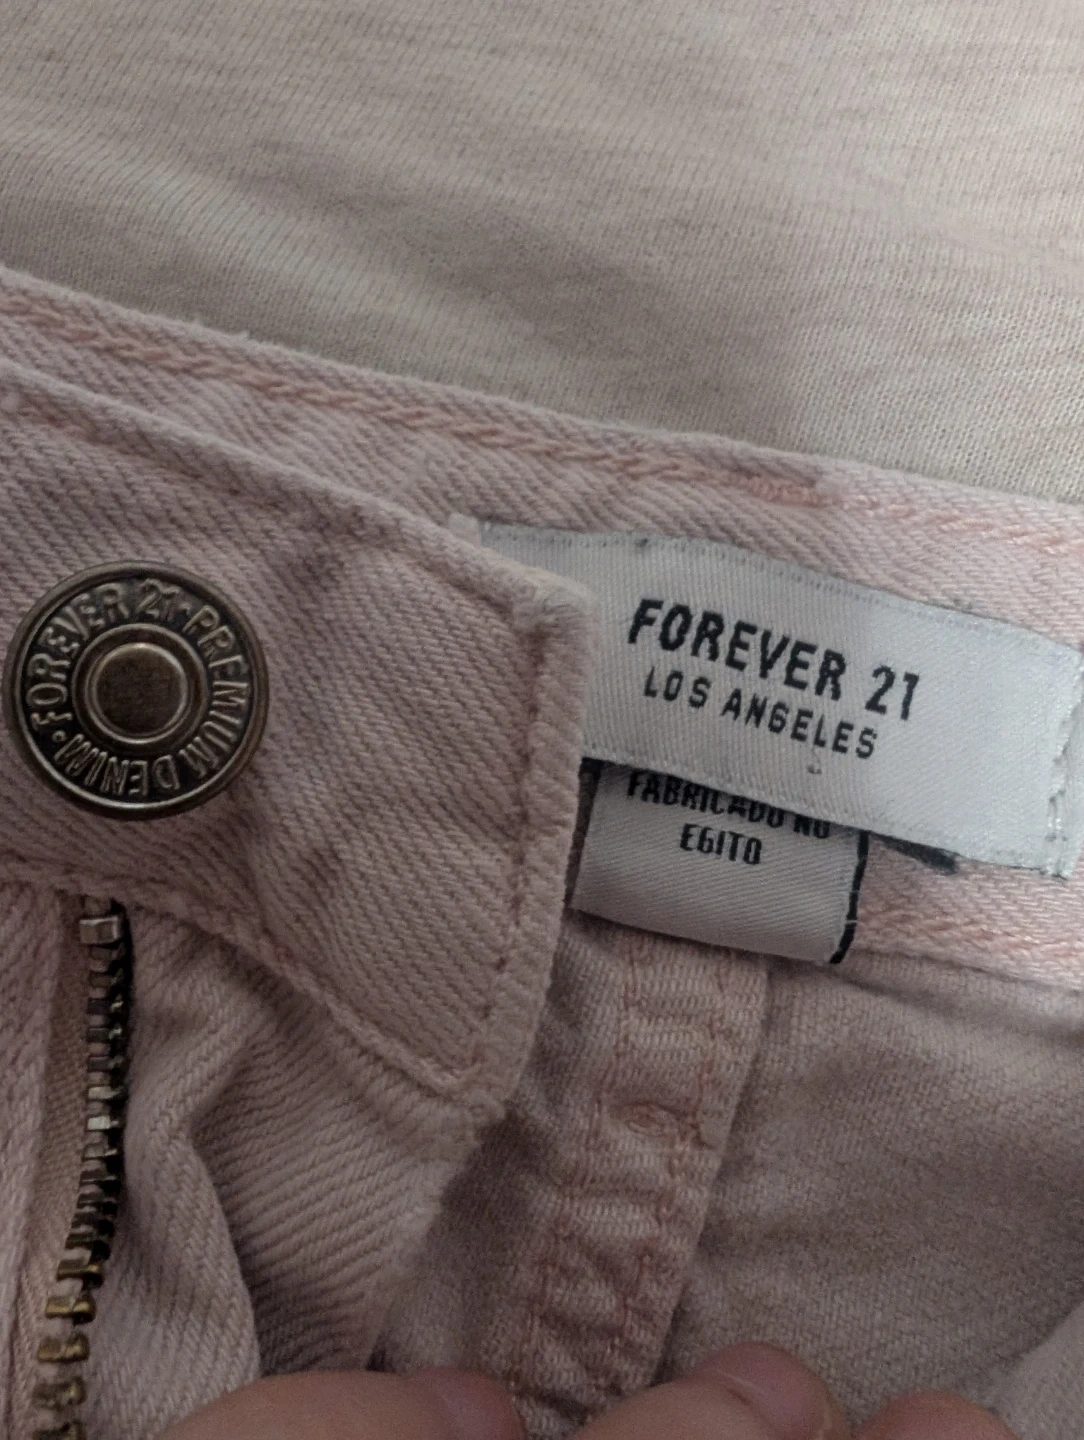 FOREVER 21 • PREMIUM DENIM •
FOREVER 21
LOS ANGELES
FABRICADO NO
EGITO